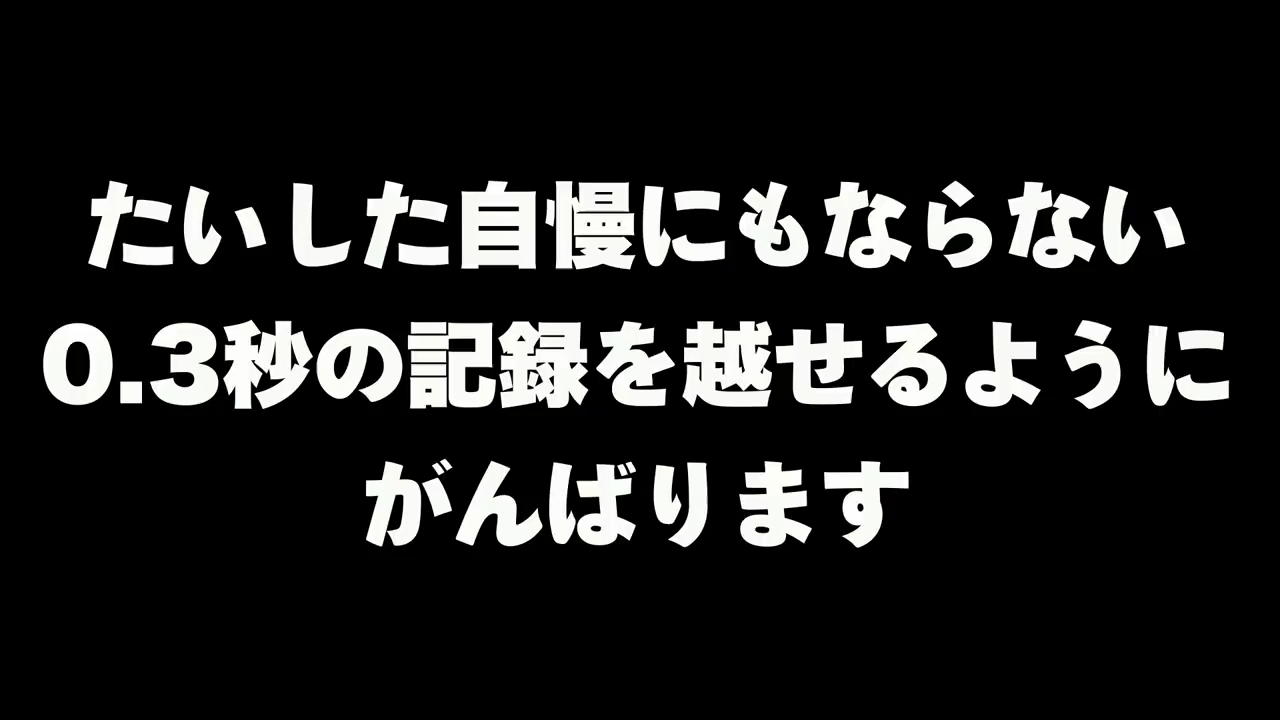 たいした自慢にもならない
0.3秒の記録を越せるように
がんばります